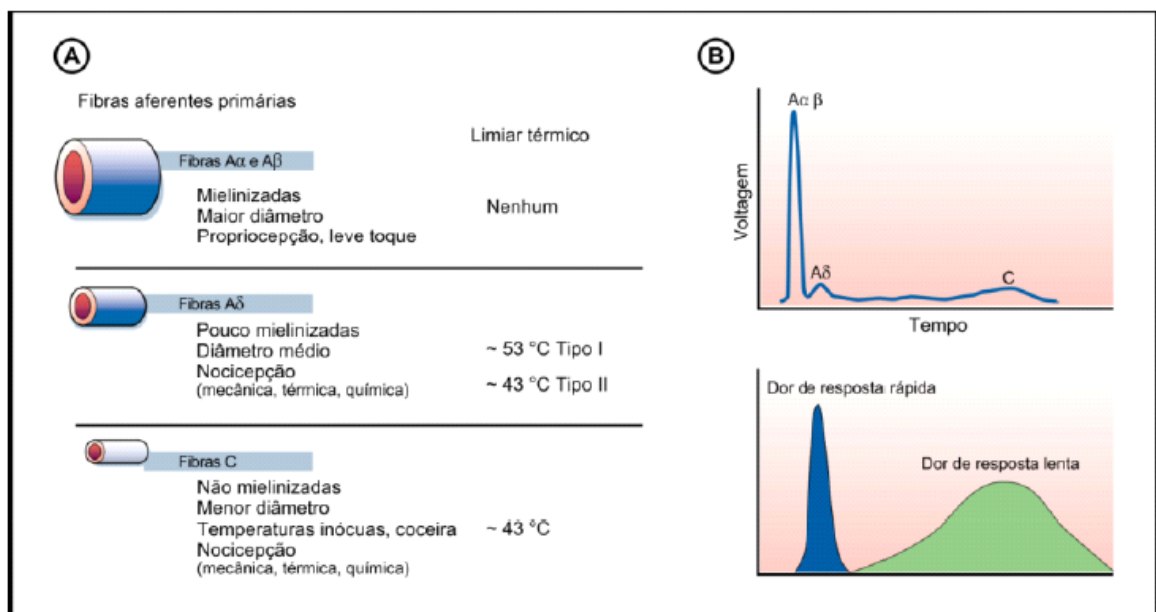 A
Fibras aferentes primárias
Limiar térmico
Fibras Aα e Aβ
Mielinizadas
Maior diâmetro
Propriocepção, leve toque
Nenhum
Fibras Aδ
Pouco mielinizadas
Diâmetro médio
Nocicepção
(mecânica, térmica, química)
~ 53 °C Tipo I
~ 43 °C Tipo II
Fibras C
Não mielinizadas
Menor diâmetro
Temperaturas inócuas, coceira
Nocicepção
(mecânica, térmica, química)
~ 43 °C
B
Aα β
Voltagem
Aδ
C
Tempo
Dor de resposta rápida
Dor de resposta lenta